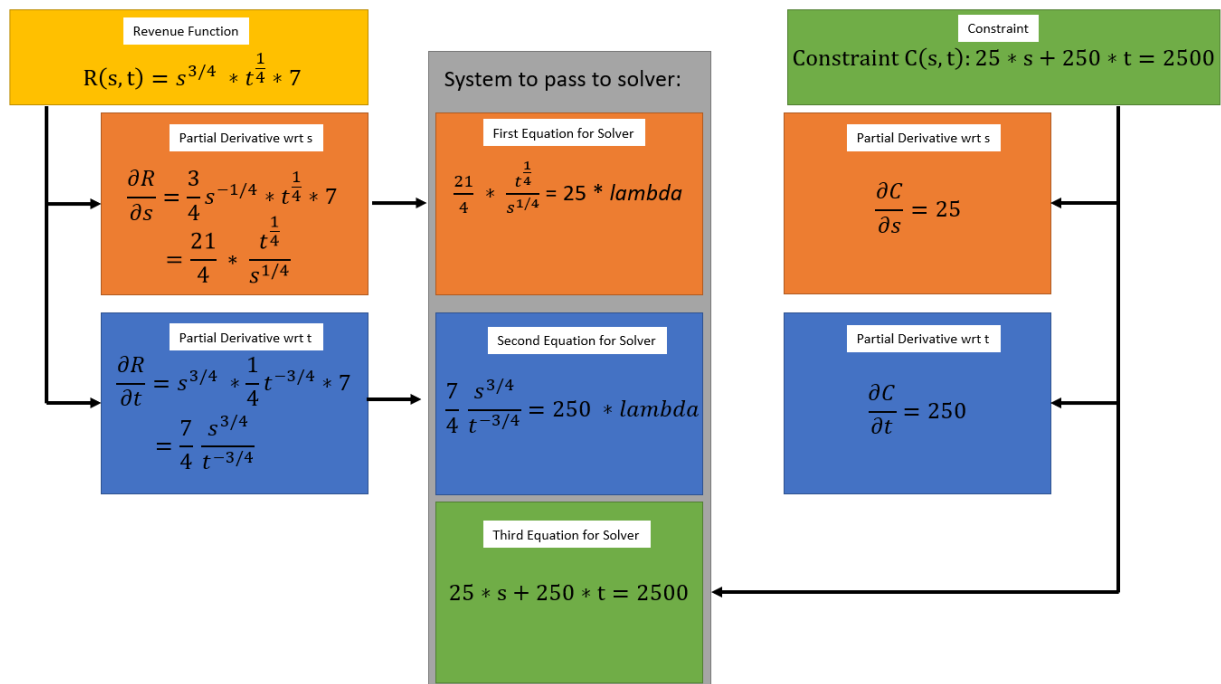 Revenue Function
R(s, t) = s^{3/4} * t^{1/4} * 7
Partial Derivative wrt s
∂R/∂s = 3/4 s^{-1/4} * t^{1/4} * 7
= 21/4 * t^{1/4}/s^{1/4}
Partial Derivative wrt t
∂R/∂t = s^{3/4} * 1/4 t^{-3/4} * 7
= 7/4 s^{3/4}/t^{-3/4}
System to pass to solver:
First Equation for Solver
21/4 * t^{1/4}/s^{1/4} = 25 * lambda
Second Equation for Solver
7/4 s^{3/4}/t^{-3/4} = 250 * lambda
Third Equation for Solver
25 * s + 250 * t = 2500
Constraint
Constraint C(s, t): 25 * s + 250 * t = 2500
Partial Derivative wrt s
∂C/∂s = 25
Partial Derivative wrt t
∂C/∂t = 250